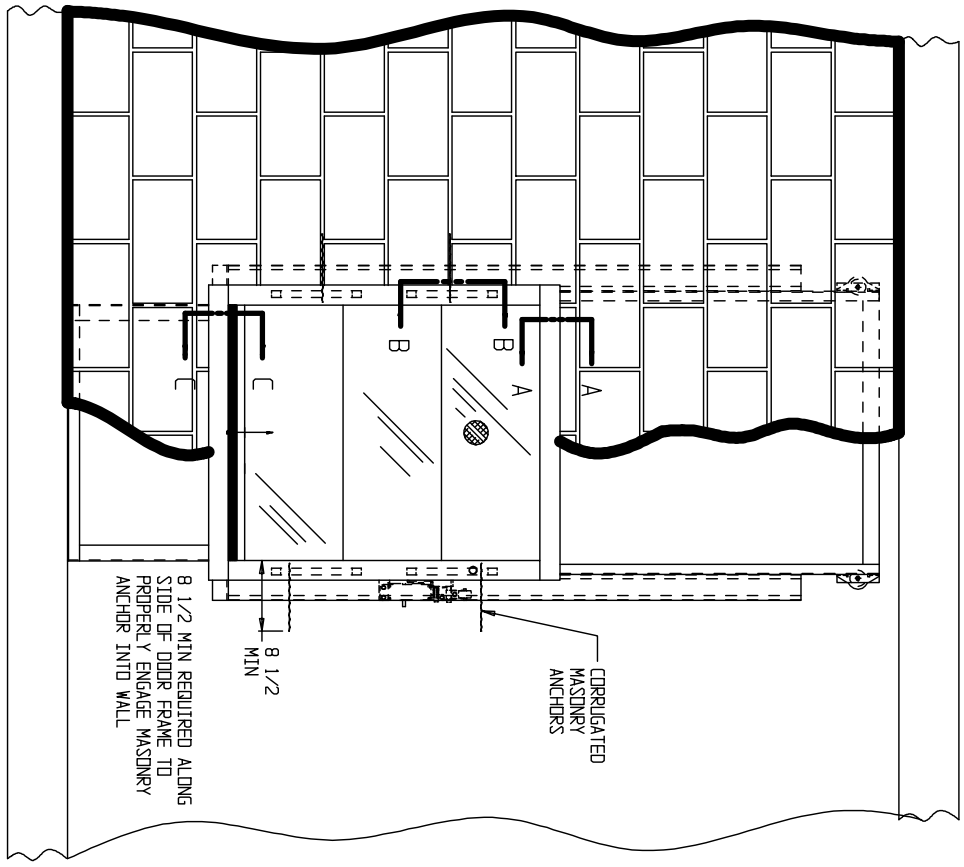 CORRUGATED
MASONRY
ANCHORS
A
A
B
B
C
C
8 1/2
MIN
8 1/2 MIN REQUIRED ALONG
SIDE OF DOOR FRAME TO
PROPERLY ENGAGE MASONRY
ANCHOR INTO WALL